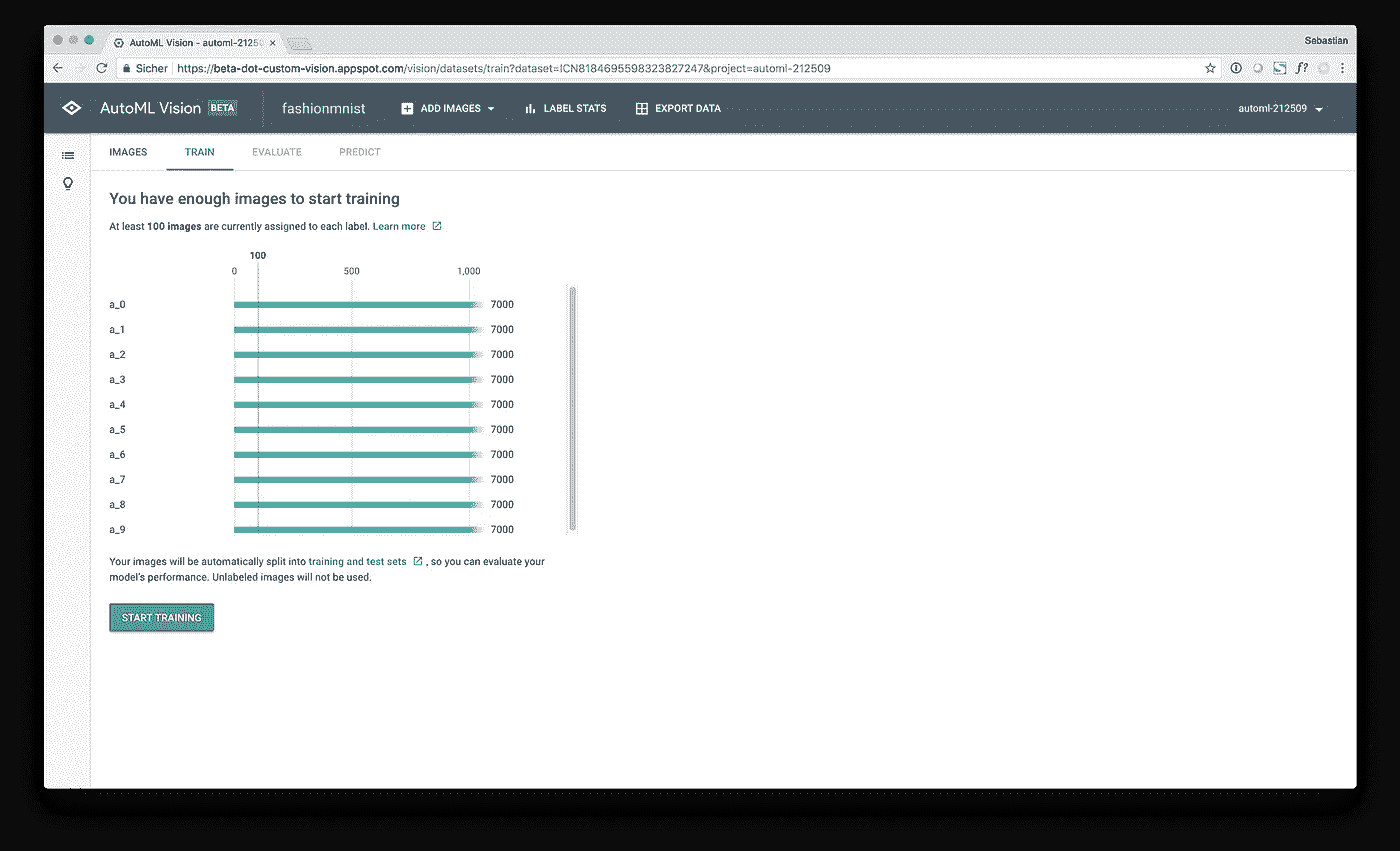 AutoML Vision - automl-2125
Sebastian
Sicher https://beta-dot-custom-vision.appspot.com/vision/datasets/train?dataset=ICN8184695598323827247&project=automl-212509
AutoML Vision BETA fashionmnist ADD IMAGES LABEL STATS EXPORT DATA automl-212509
IMAGES TRAIN EVALUATE PREDICT
You have enough images to start training
At least 100 images are currently assigned to each label. Learn more
100
0 500 1,000
a_0 7000
a_1 7000
a_2 7000
a_3 7000
a_4 7000
a_5 7000
a_6 7000
a_7 7000
a_8 7000
a_9 7000
Your images will be automatically split into training and test sets , so you can evaluate your
model's performance. Unlabeled images will not be used.
START TRAINING